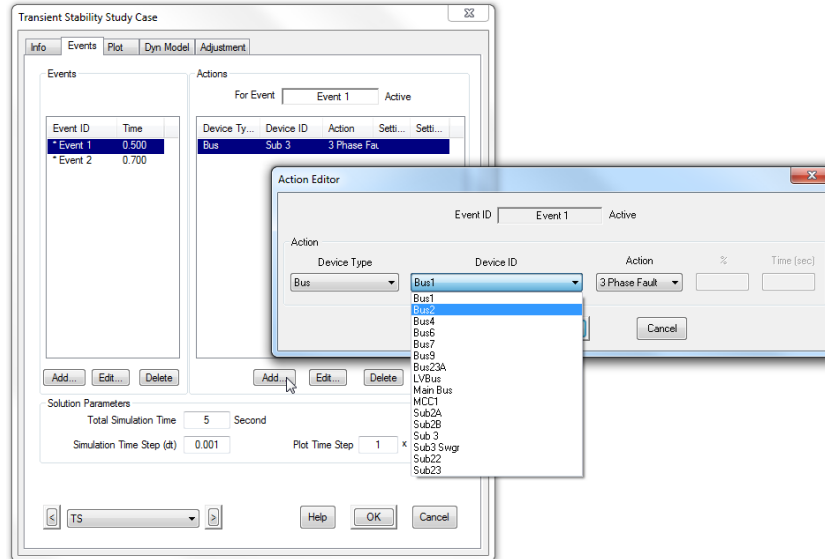 Transient Stability Study Case
Info Events Plot Dyn Model Adjustment
Events
Actions
For Event Event 1 Active
Event ID Time
* Event 1 0.500
* Event 2 0.700
Device Ty... Device ID Action Setti... Setti...
Bus Sub 3 3 Phase Fau
Action Editor
Event ID Event 1 Active
Action
Device Type Device ID Action % Time (sec)
Bus Bus1 3 Phase Fault
Bus1
Bus2
Bus4
Bus6
Bus7
Bus9
Bus23A
LVBus
Main Bus
MCC1
Sub2A
Sub2B
Sub 3
Sub3 Swgr
Sub22
Sub23
Cancel
Add... Edit... Delete
Add... Edit... Delete
Solution Parameters
Total Simulation Time 5 Second
Simulation Time Step (dt) 0.001 Plot Time Step 1 x
< TS >
Help OK Cancel